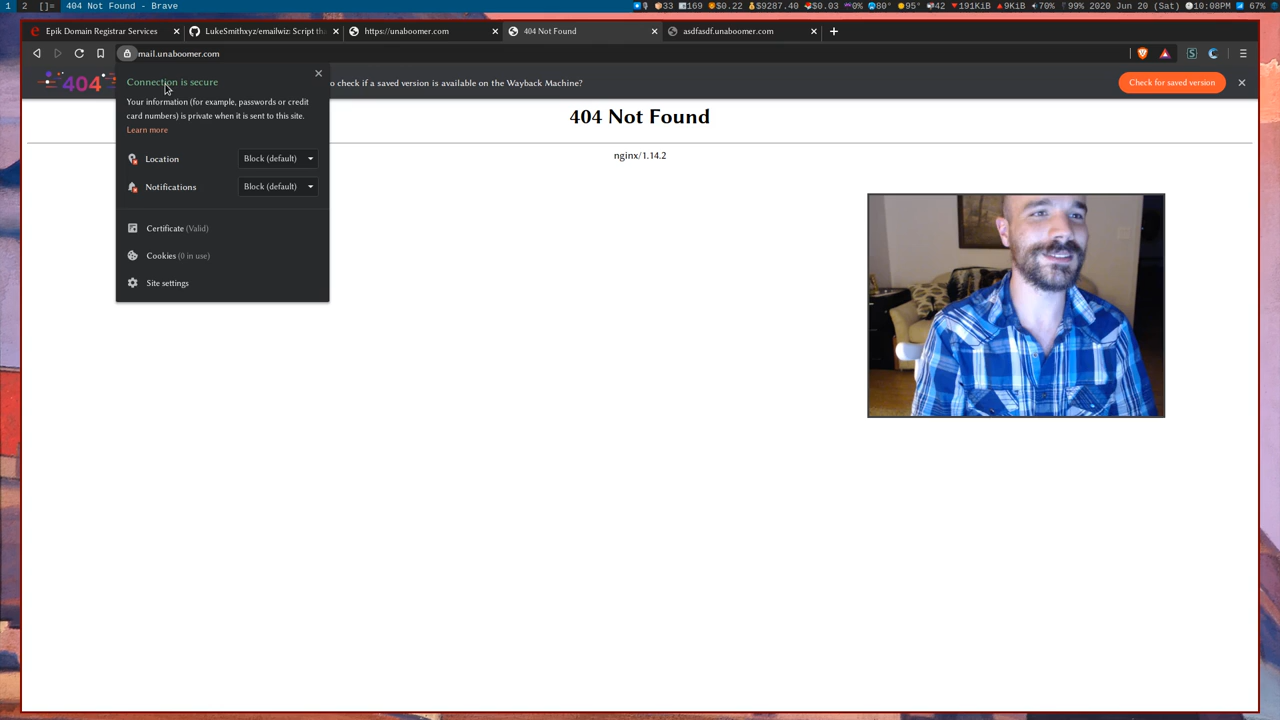 1 2 []= 404 Not Found - Brave 33 169 $0.22 $9287.40 $0.03 0% 80° 95° 42 191KiB 9KiB 70% 99% 2020 Jun 20 (Sat) 10:08PM 67%
Epik Domain Registrar Services LukeSmithxyz/emailwiz: Script tha https://unaboomer.com 404 Not Found asdfasdf.unaboomer.com
mail.unaboomer.com
404 o check if a saved version is available on the Wayback Machine? Check for saved version
Connection is secure
Your information (for example, passwords or credit
card numbers) is private when it is sent to this site.
Learn more
Location Block (default)
Notifications Block (default)
Certificate (Valid)
Cookies (0 in use)
Site settings
404 Not Found
nginx/1.14.2